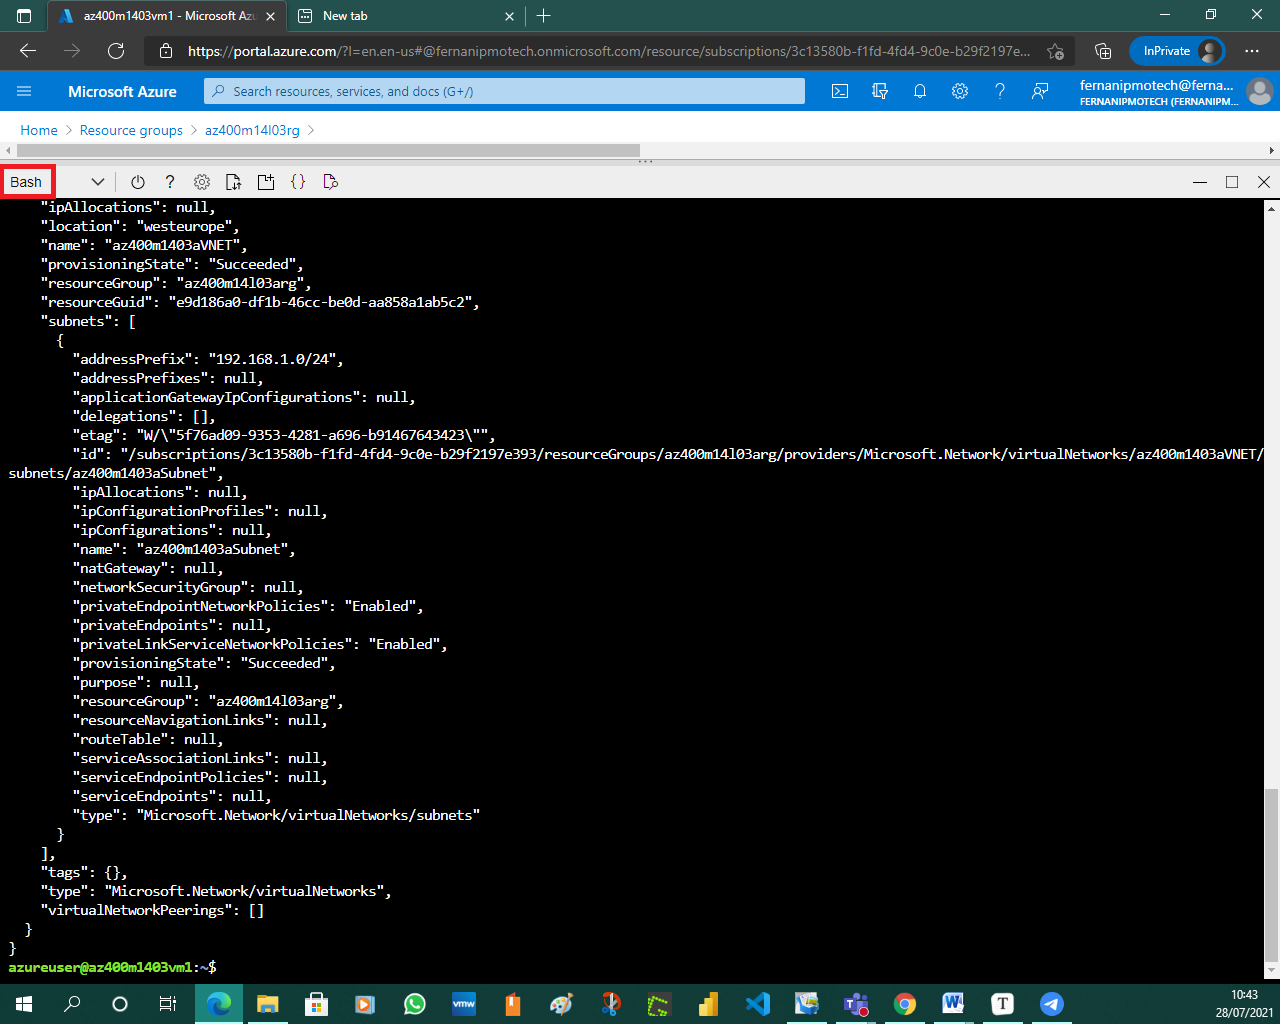 az400m1403vm1 - Microsoft Azu
New tab
https://portal.azure.com/?l=en.en-us#@fernanipmotech.onmicrosoft.com/resource/subscriptions/3c13580b-f1fd-4fd4-9c0e-b29f2197e...
InPrivate
Microsoft Azure
Search resources, services, and docs (G+/)
fernanipmotech@ferna...
FERNANIPMOTECH (FERNANIPM...
Home > Resource groups > az400m14l03rg >
Bash
"ipAllocations": null,
"location": "westeurope",
"name": "az400m1403aVNET",
"provisioningState": "Succeeded",
"resourceGroup": "az400m14l03arg",
"resourceGuid": "e9d186a0-df1b-46cc-be0d-aa858a1ab5c2",
"subnets": [
{
"addressPrefix": "192.168.1.0/24",
"addressPrefixes": null,
"applicationGatewayIpConfigurations": null,
"delegations": [],
"etag": "W/\"5f76ad09-9353-4281-a696-b91467643423\"",
"id": "/subscriptions/3c13580b-f1fd-4fd4-9c0e-b29f2197e393/resourceGroups/az400m14l03arg/providers/Microsoft.Network/virtualNetworks/az400m1403aVNET/
subnets/az400m1403aSubnet",
"ipAllocations": null,
"ipConfigurationProfiles": null,
"ipConfigurations": null,
"name": "az400m1403aSubnet",
"natGateway": null,
"networkSecurityGroup": null,
"privateEndpointNetworkPolicies": "Enabled",
"privateEndpoints": null,
"privateLinkServiceNetworkPolicies": "Enabled",
"provisioningState": "Succeeded",
"purpose": null,
"resourceGroup": "az400m14l03arg",
"resourceNavigationLinks": null,
"routeTable": null,
"serviceAssociationLinks": null,
"serviceEndpointPolicies": null,
"serviceEndpoints": null,
"type": "Microsoft.Network/virtualNetworks/subnets"
}
],
"tags": {},
"type": "Microsoft.Network/virtualNetworks",
"virtualNetworkPeerings": []
}
}
azureuser@az400m1403vm1:~$
vmw
10:43
28/07/2021